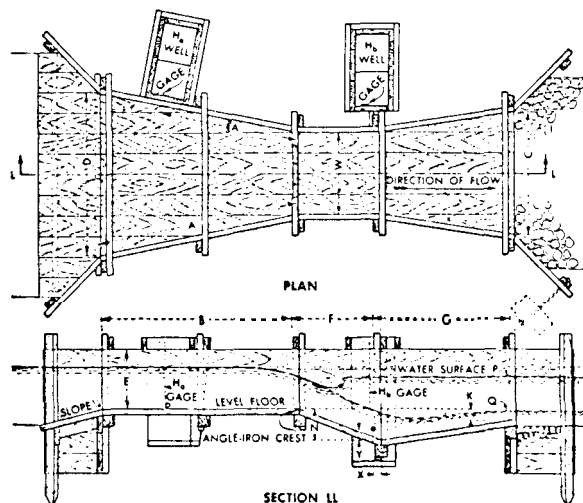 Ha
WELL
GAGE
Hb
WELL
GAGE
A
A
D
W
C
L
L
DIRECTION OF FLOW
PLAN
B
F
G
E
WATER SURFACE P
Ha
GAGE
Hb GAGE
K
Q
SLOPE
LEVEL FLOOR
N
ANGLE-IRON CREST
Y
X
SECTION LL